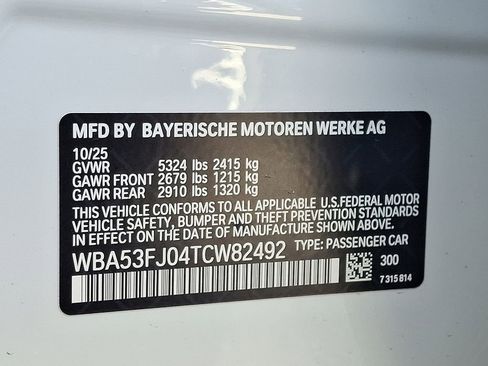 MFD BY BAYERISCHE MOTOREN WERKE AG
10/25
GVWR 5324 lbs 2415 kg
GAWR FRONT 2679 lbs 1215 kg
GAWR REAR 2910 lbs 1320 kg
THIS VEHICLE CONFORMS TO ALL APPLICABLE U.S.FEDERAL MOTOR
VEHICLE SAFETY, BUMPER, AND THEFT PREVENTION STANDARDS
IN EFFECT ON THE DATE OF MANUFACTURE SHOWN ABOVE.
WBA53FJ04TCW82492 TYPE: PASSENGER CAR
300
7 315 814